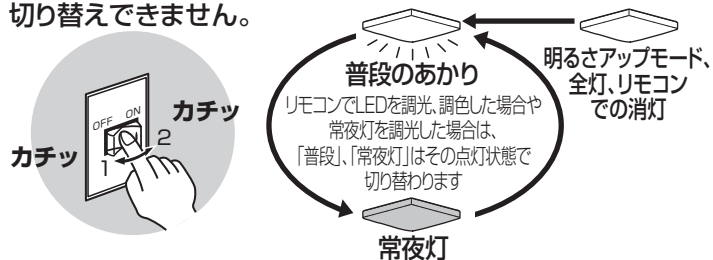 切り替えできません。
OFF ON
カチッ
2
カチッ
1
普段のあかり
リモコンでLEDを調光、調色した場合や
常夜灯を調光した場合は、
「普段」、「常夜灯」はその点灯状態で
切り替わります
常夜灯
明るさアップモード、
全灯、リモコン
での消灯